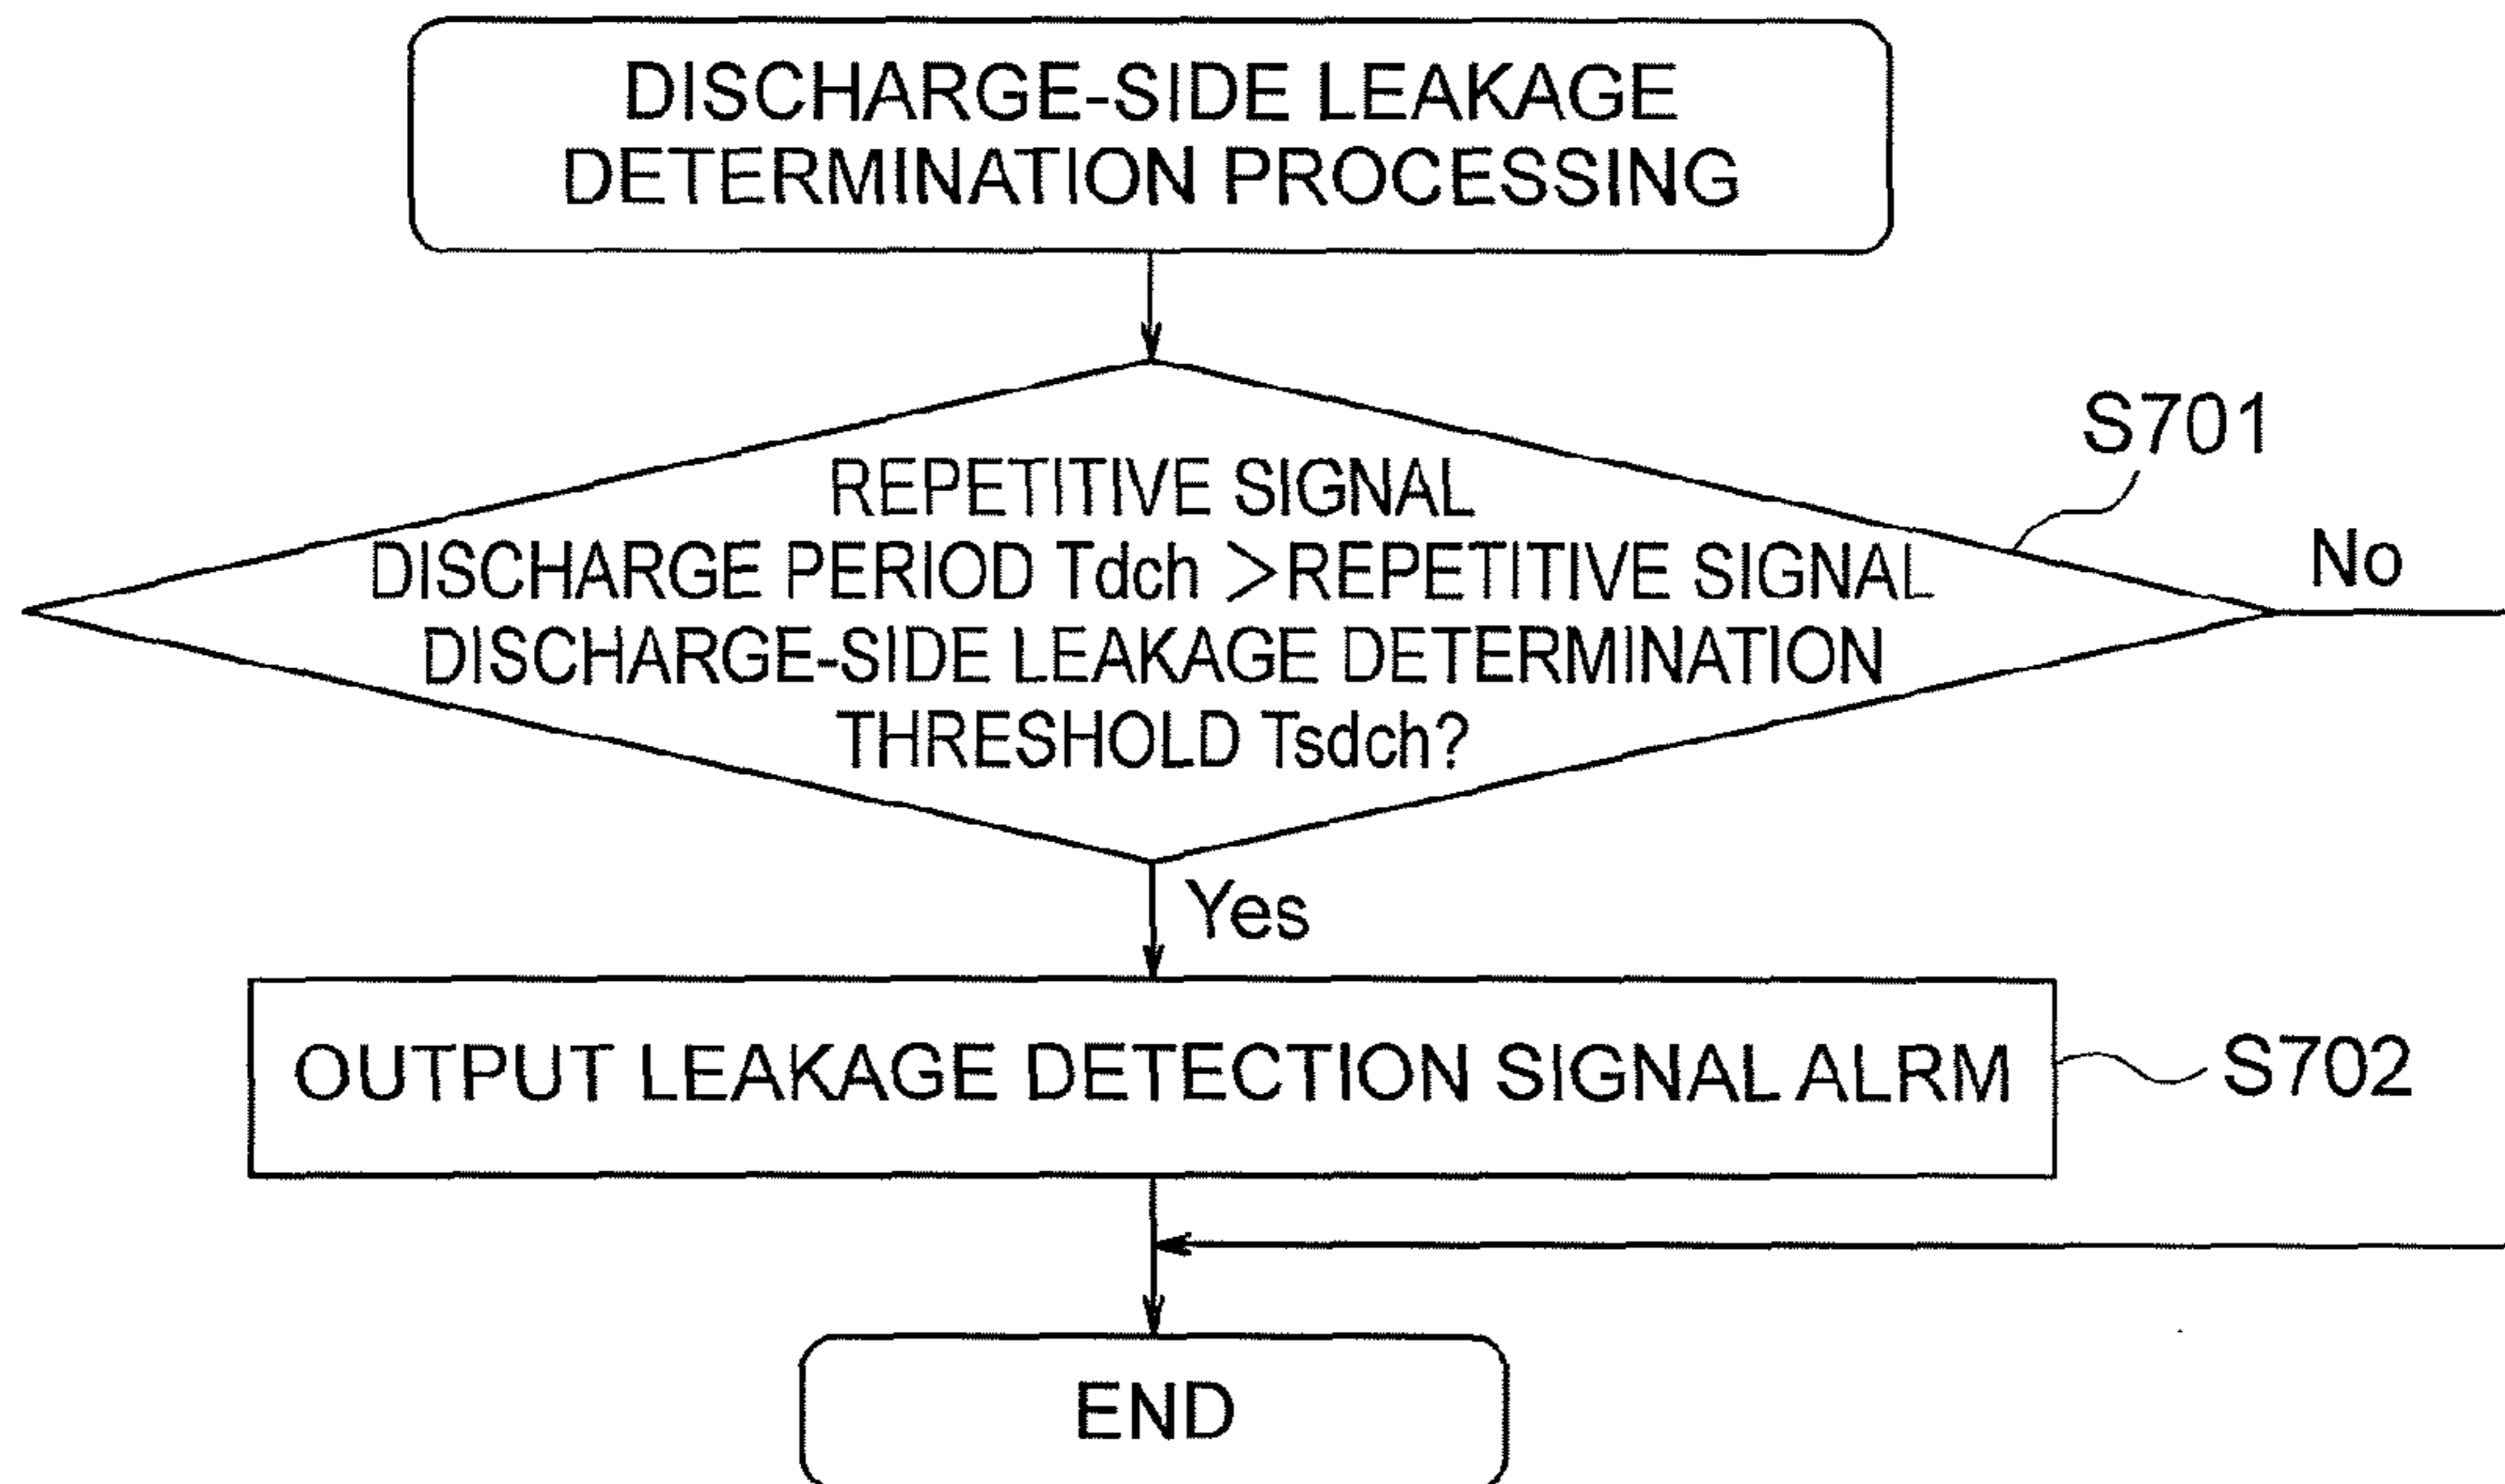 DISCHARGE-SIDE LEAKAGE
DETERMINATION PROCESSING
S701
REPETITIVE SIGNAL
DISCHARGE PERIOD Tdch >REPETITIVE SIGNAL
DISCHARGE-SIDE LEAKAGE DETERMINATION
THRESHOLD Tsdch?
No
Yes
OUTPUT LEAKAGE DETECTION SIGNAL ALRM
S702
END